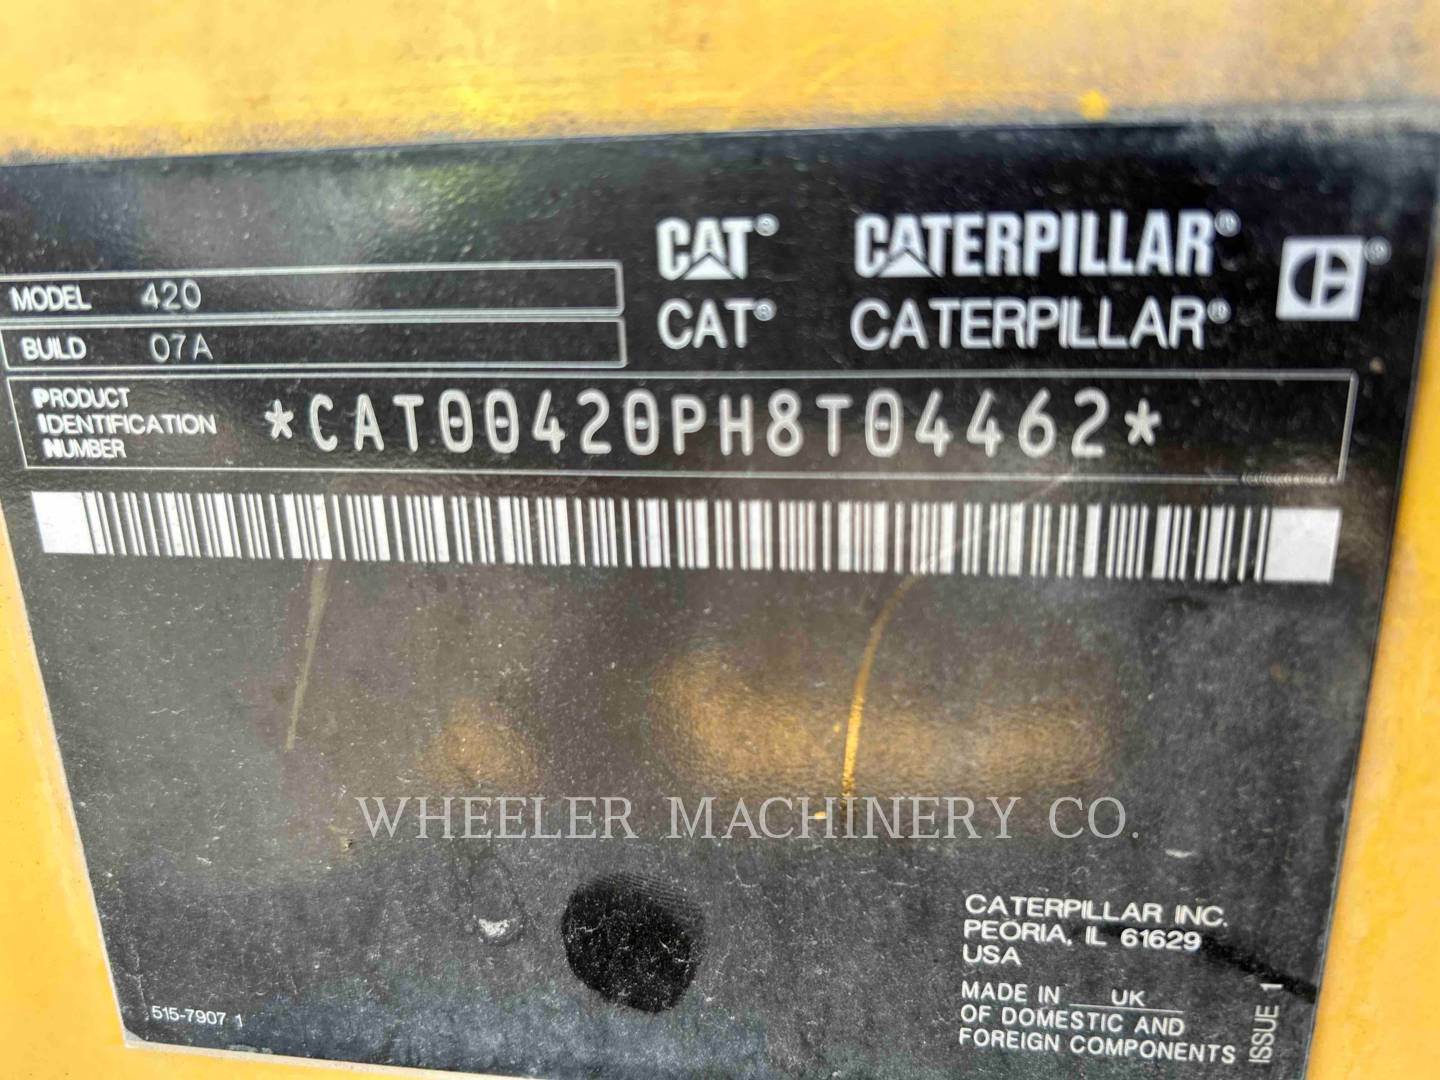 CAT® CATERPILLAR®
CAT® CATERPILLAR®
MODEL 420
BUILD 07A
PRODUCT
IDENTIFICATION
NUMBER
*CAT00420PH8T04462*
WHEELER MACHINERY CO.
CATERPILLAR INC.
PEORIA, IL 61629
USA
MADE IN UK
OF DOMESTIC AND
FOREIGN COMPONENTS
ISSUE 1
515-7907 1